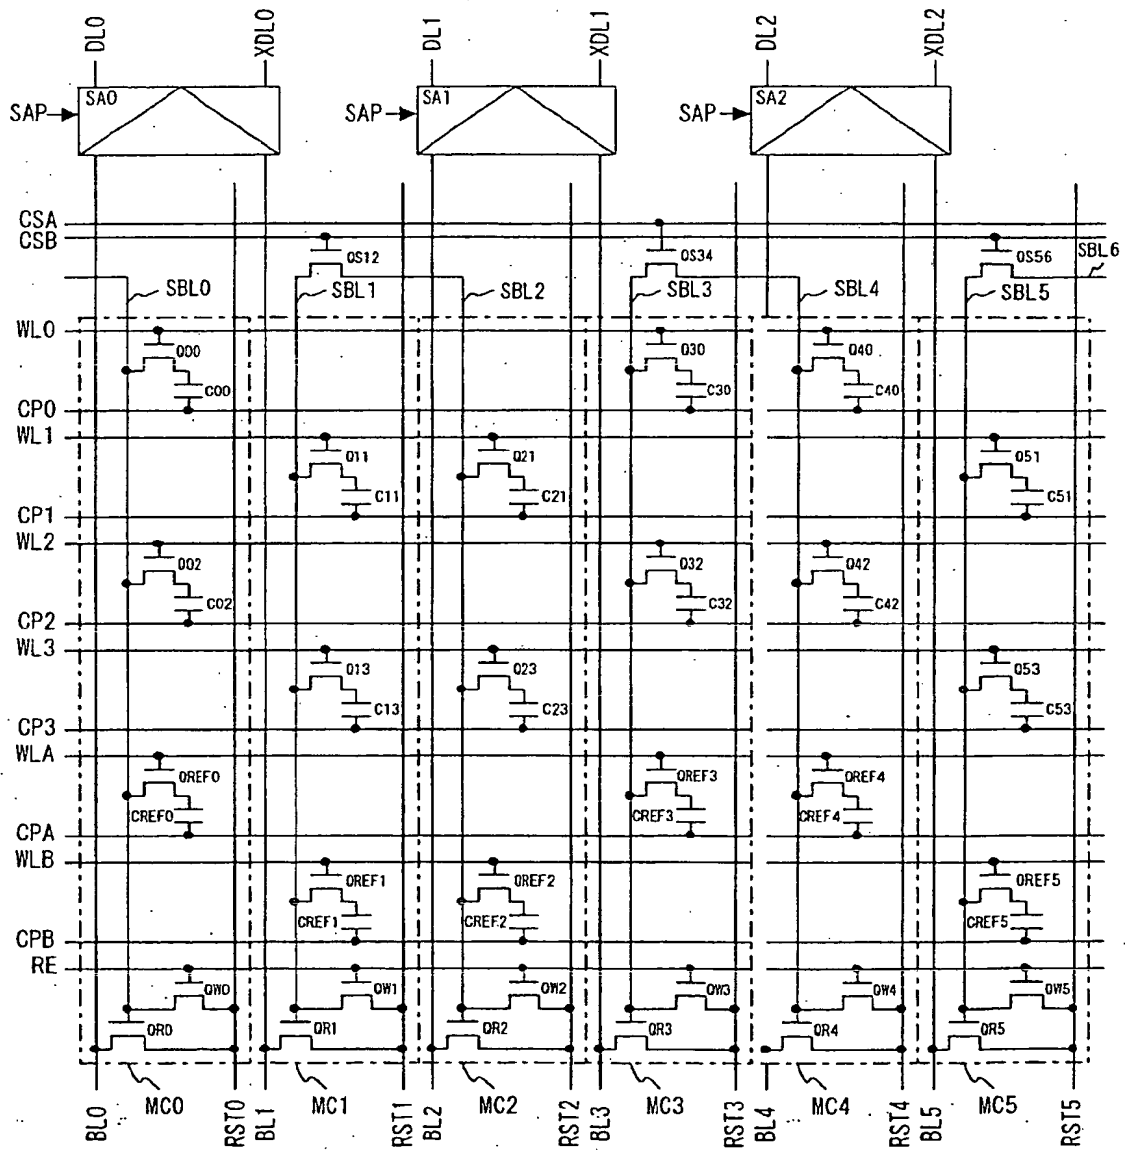 DL0 XDL0 DL1 XDL1 DL2 XDL2
SAP SA0 SAP SA1 SAP SA2
CSA
CSB
QS12 QS34 QS56 SBL6
SBL0 SBL1 SBL2 SBL3 SBL4 SBL5
WL0
Q00 Q30 Q40
C00 C30 C40
CP0
WL1
Q11 Q21 Q51
C11 C21 C51
CP1
WL2
Q02 Q32 Q42
C02 C32 C42
CP2
WL3
Q13 Q23 Q53
C13 C23 C53
CP3
WLA
QREF0 QREF3 QREF4
CREF0 CREF3 CREF4
CPA
WLB
QREF1 QREF2 QREF5
CREF1 CREF2 CREF5
CPB
RE
QW0 QW1 QW2 QW3 QW4 QW5
QR0 QR1 QR2 QR3 QR4 QR5
BL0 MC0 RST0 BL1 MC1 RST1 BL2 MC2 RST2 BL3 MC3 RST3 BL4 MC4 RST4 BL5 MC5 RST5